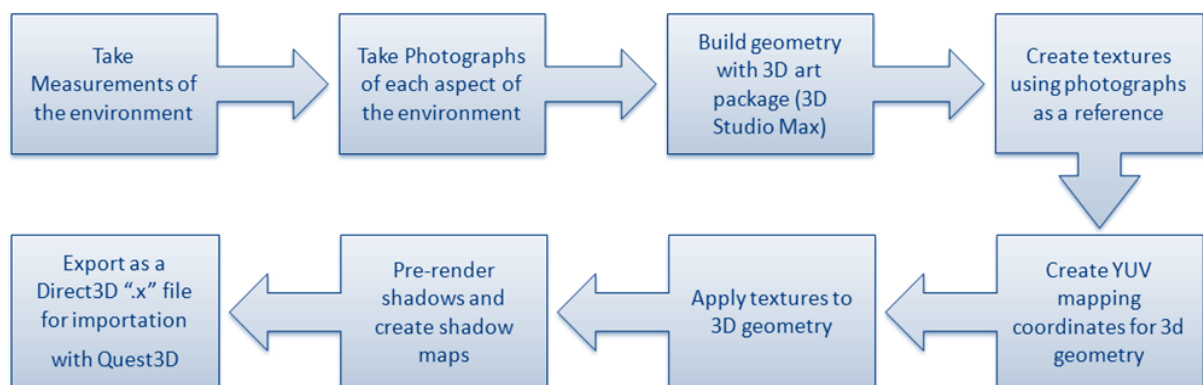 Take
Measurements of
the environment
Take Photographs
of each aspect of
the environment
Build geometry
with 3D art
package (3D
Studio Max)
Create textures
using photographs
as a reference
Create YUV
mapping
coordinates for 3d
geometry
Apply textures to
3D geometry
Pre-render
shadows and
create shadow
maps
Export as a
Direct3D “.x” file
for importation
with Quest3D